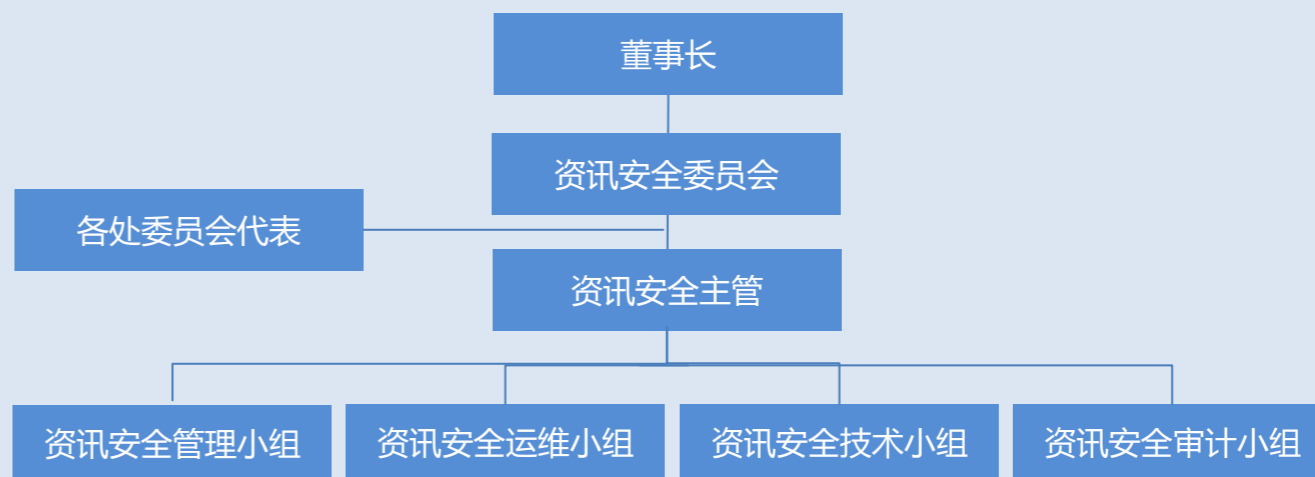 董事长
资讯安全委员会
各处委员会代表
资讯安全主管
资讯安全管理小组
资讯安全运维小组
资讯安全技术小组
资讯安全审计小组